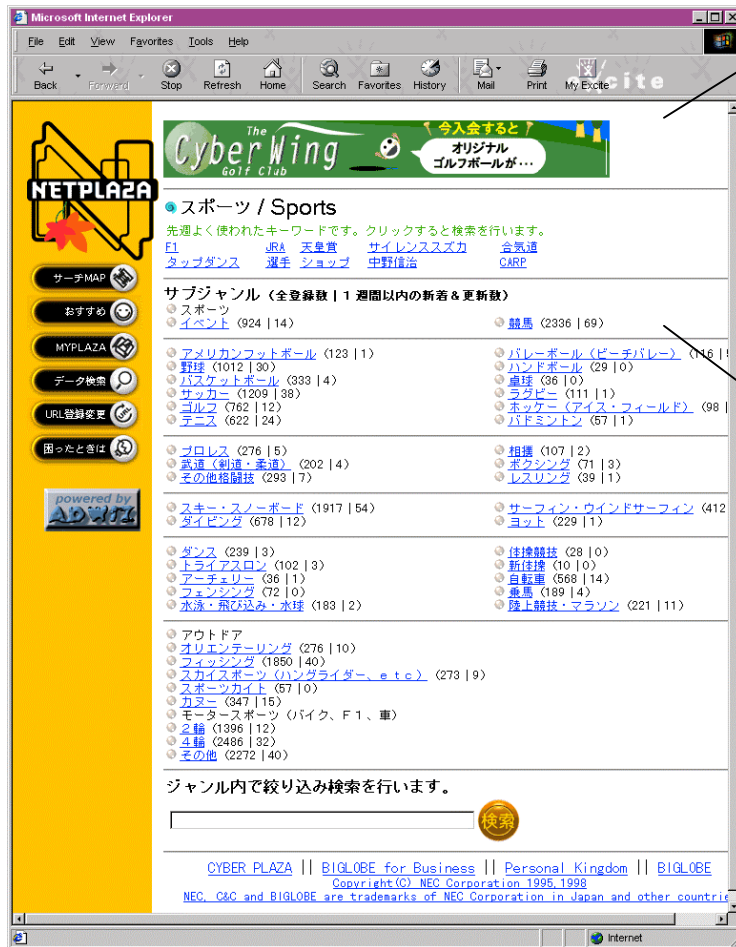 Microsoft Internet Explorer
File Edit View Favorites Tools Help
Back Forward Stop Refresh Home Search Favorites History Mail Print My Excite
excite
The
CyberWing
Golf Club
今入会すると
オリジナル
ゴルフボールが・・・
NETPLAZA
サーチMAP
おすすめ
MYPLAZA
データ検索
URL登録変更
困ったときは
powered by
スポーツ / Sports
先週よく使われたキーワードです。クリックすると検索を行います。
F1 JRA 天皇賞 サイレンススズカ 合気道
タップダンス 選手 ショップ 中野信治 CARP
サブジャンル (全登録数 | 1 週間以内の新着&更新数)
スポーツ
イベント (924 | 14) 競馬 (2336 | 69)
アメリカンフットボール (123 | 1) バレーボール (ビーチバレー) (116 | 5
野球 (1012 | 30) ハンドボール (29 | 0)
バスケットボール (333 | 4) 卓球 (36 | 0)
サッカー (1209 | 38) ラグビー (111 | 1)
ゴルフ (762 | 12) ホッケー (アイス・フィールド) (98 |
テニス (622 | 24) バドミントン (57 | 1)
プロレス (276 | 5) 相撲 (107 | 2)
武道 (剣道・柔道) (202 | 4) ボクシング (71 | 3)
その他格闘技 (293 | 7) レスリング (39 | 1)
スキー・スノーボード (1917 | 54) サーフィン・ウインドサーフィン (412
ダイビング (678 | 12) ヨット (229 | 1)
ダンス (239 | 3) 体操競技 (28 | 0)
トライアスロン (102 | 3) 新体操 (10 | 0)
アーチェリー (36 | 1) 自転車 (568 | 14)
フェンシング (72 | 0) 乗馬 (189 | 4)
水泳・飛び込み・水球 (183 | 2) 陸上競技・マラソン (221 | 11)
アウトドア
オリエンテーリング (276 | 10)
フィッシング (1850 | 40)
スカイスポーツ (ハングライダー、ｅｔｃ) (273 | 9)
スポーツカイト (57 | 0)
カヌー (347 | 15)
モータースポーツ (バイク、Ｆ１、車)
２輪 (1396 | 12)
４輪 (2486 | 32)
その他 (2272 | 40)
ジャンル内で絞り込み検索を行います。
検索
CYBER PLAZA || BIGLOBE for Business || Personal Kingdom || BIGLOBE
Copyright(C) NEC Corporation 1995, 1998
NEC, C&C and BIGLOBE are trademarks of NEC Corporation in Japan and other countrie
Internet